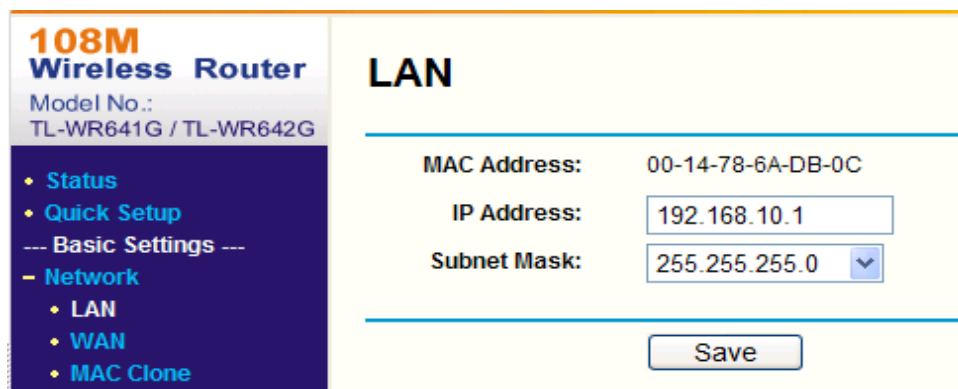 108M
Wireless Router
Model No.:
TL-WR641G / TL-WR642G
• Status
• Quick Setup
--- Basic Settings ---
– Network
• LAN
• WAN
• MAC Clone
LAN
MAC Address: 00-14-78-6A-DB-0C
IP Address: 192.168.10.1
Subnet Mask: 255.255.255.0
Save